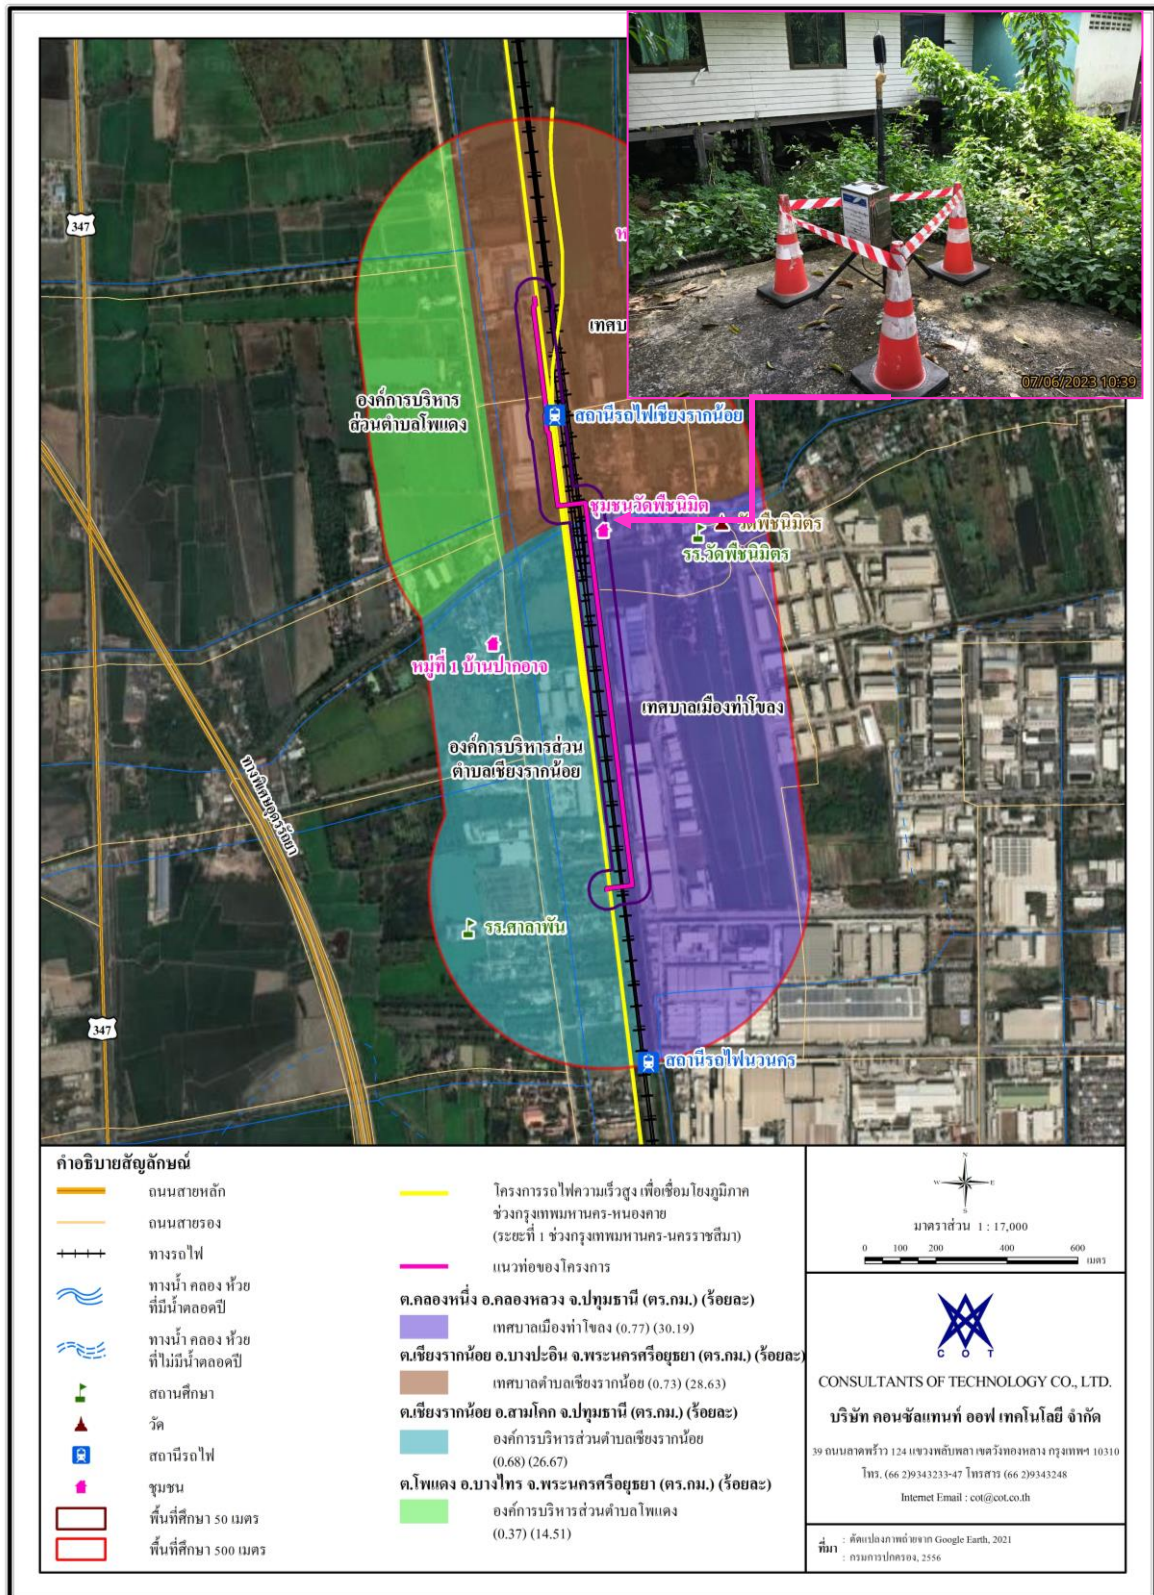 347
07/06/2023 10:39
เทศบา
องค์การบริหาร
ส่วนตำบลโพแดง
สถานีรถไฟเชียงรากน้อย
ชุมชนวัดพืชนิมิต
วัดพืชนิมิตร
รร.วัดพืชนิมิตร
หมู่ที่ 1 บ้านปากอาจ
เทศบาลเมืองท่าโขลง
องค์การบริหารส่วน
ตำบลเชียงรากน้อย
ทางพิเศษอุดรรัถยา
รร.ศาลาพัน
347
สถานีรถไฟนวนคร
คำอธิบายสัญลักษณ์
ถนนสายหลัก
ถนนสายรอง
ทางรถไฟ
ทางน้ำ คลอง ห้วย
ที่มีน้ำตลอดปี
ทางน้ำ คลอง ห้วย
ที่ไม่มีน้ำตลอดปี
สถานศึกษา
วัด
สถานีรถไฟ
ชุมชน
พื้นที่ศึกษา 50 เมตร
พื้นที่ศึกษา 500 เมตร
โครงการรถไฟความเร็วสูง เพื่อเชื่อมโยงภูมิภาค
ช่วงกรุงเทพมหานคร-หนองคาย
(ระยะที่ 1 ช่วงกรุงเทพมหานคร-นครราชสีมา)
แนวท่อของโครงการ
ต.คลองหนึ่ง อ.คลองหลวง จ.ปทุมธานี (ตร.กม.) (ร้อยละ)
เทศบาลเมืองท่าโขลง (0.77) (30.19)
ต.เชียงรากน้อย อ.บางปะอิน จ.พระนครศรีอยุธยา (ตร.กม.) (ร้อยละ)
เทศบาลตำบลเชียงรากน้อย (0.73) (28.63)
ต.เชียงรากน้อย อ.สามโคก จ.ปทุมธานี (ตร.กม.) (ร้อยละ)
องค์การบริหารส่วนตำบลเชียงรากน้อย
(0.68) (26.67)
ต.โพแดง อ.บางไทร จ.พระนครศรีอยุธยา (ตร.กม.) (ร้อยละ)
องค์การบริหารส่วนตำบลโพแดง
(0.37) (14.51)
N
W E
S
มาตราส่วน 1 : 17,000
0 100 200 400 600
เมตร
C O T
CONSULTANTS OF TECHNOLOGY CO., LTD.
บริษัท คอนซัลแทนท์ ออฟ เทคโนโลยี จำกัด
39 ถนนลาดพร้าว 124 แขวงพลับพลา เขตวังทองหลาง กรุงเทพฯ 10310
โทร. (66 2)9343233-47 โทรสาร (66 2)9343248
Internet Email : cot@cot.co.th
ที่มา : ดัดแปลงภาพถ่ายจาก Google Earth, 2021
: กรมการปกครอง, 2556